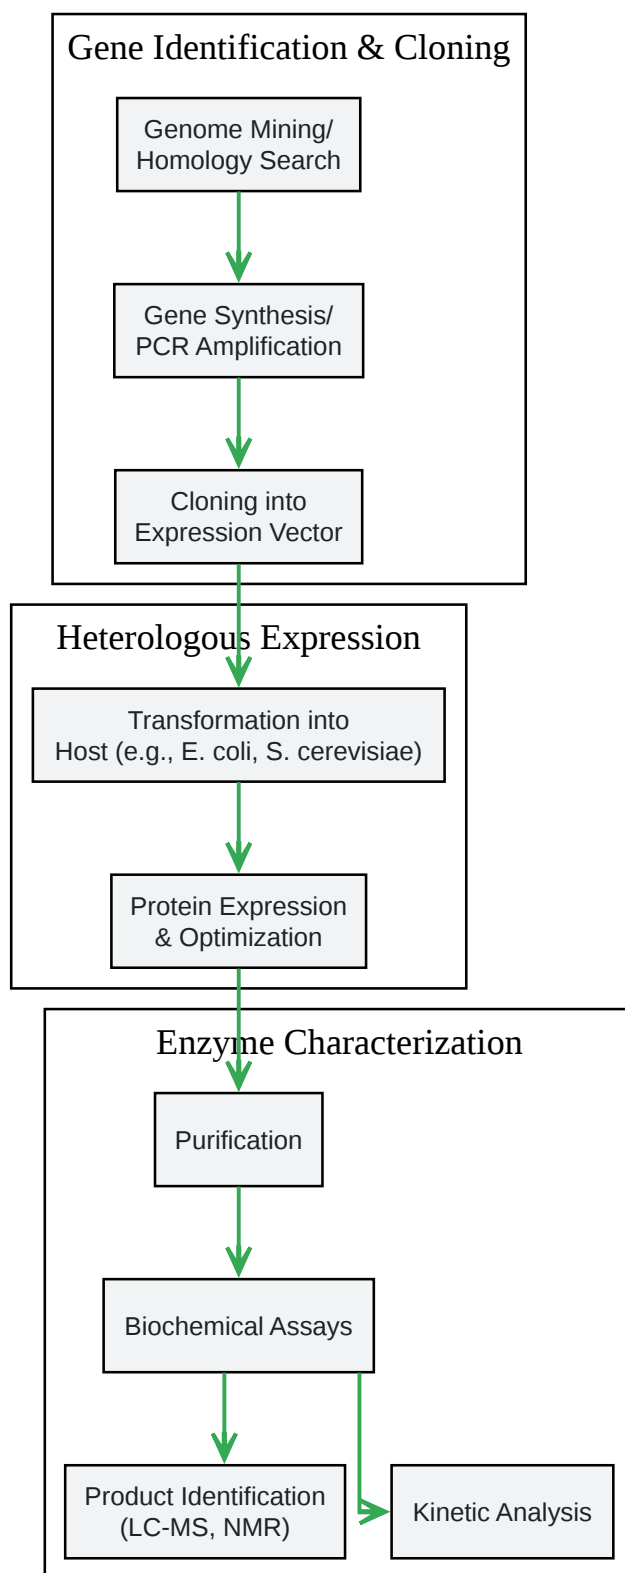 Gene Identification & Cloning
Genome Mining/
Homology Search
Gene Synthesis/
PCR Amplification
Cloning into
Expression Vector
Heterologous Expression
Transformation into
Host (e.g., E. coli, S. cerevisiae)
Protein Expression
& Optimization
Enzyme Characterization
Purification
Biochemical Assays
Product Identification
(LC-MS, NMR)
Kinetic Analysis